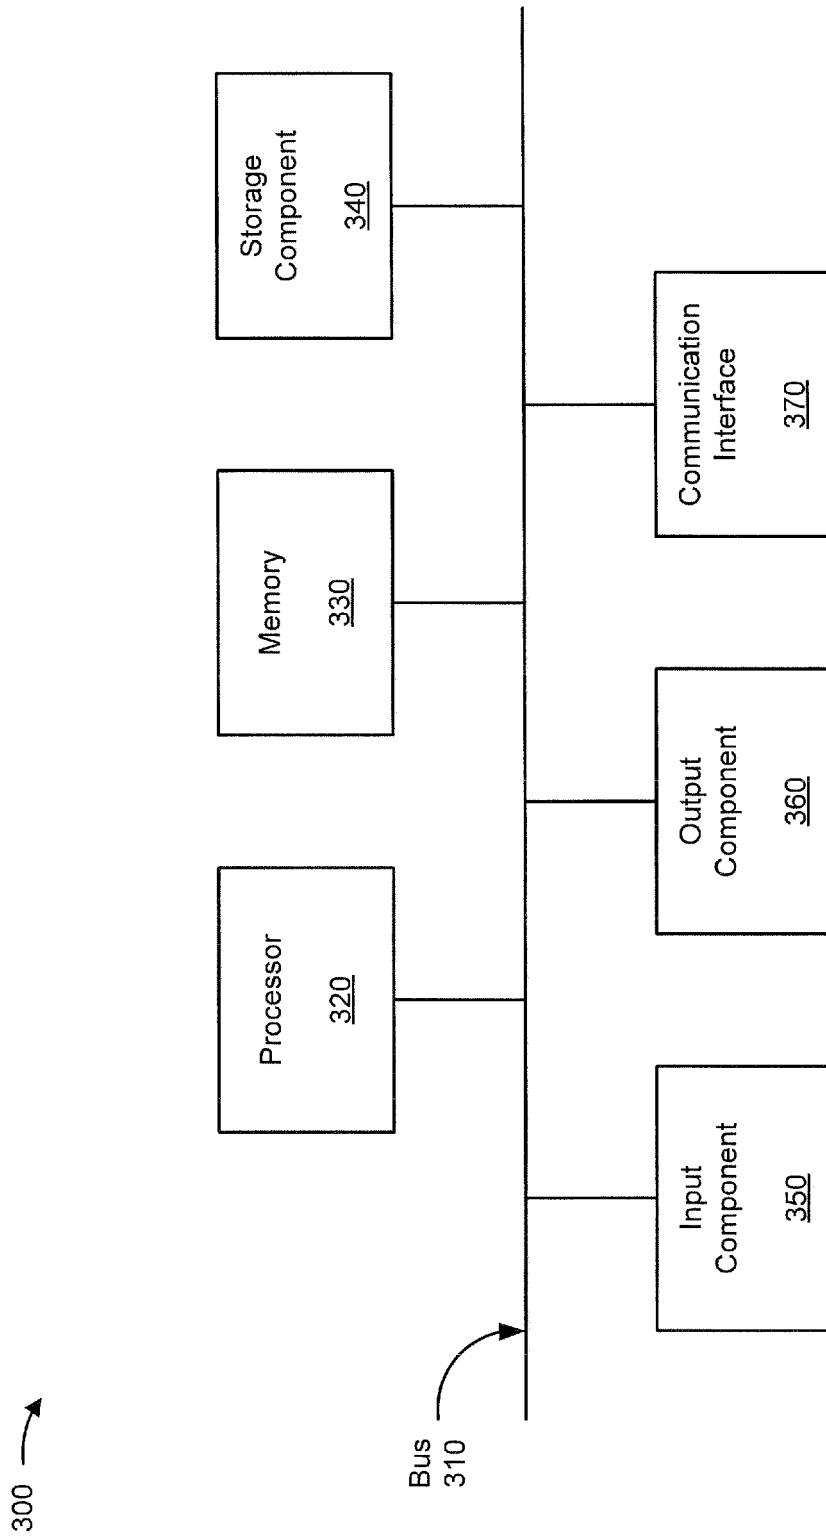 300
Processor
320
Memory
330
Storage
Component
340
Bus
310
Input
Component
350
Output
Component
360
Communication
Interface
370